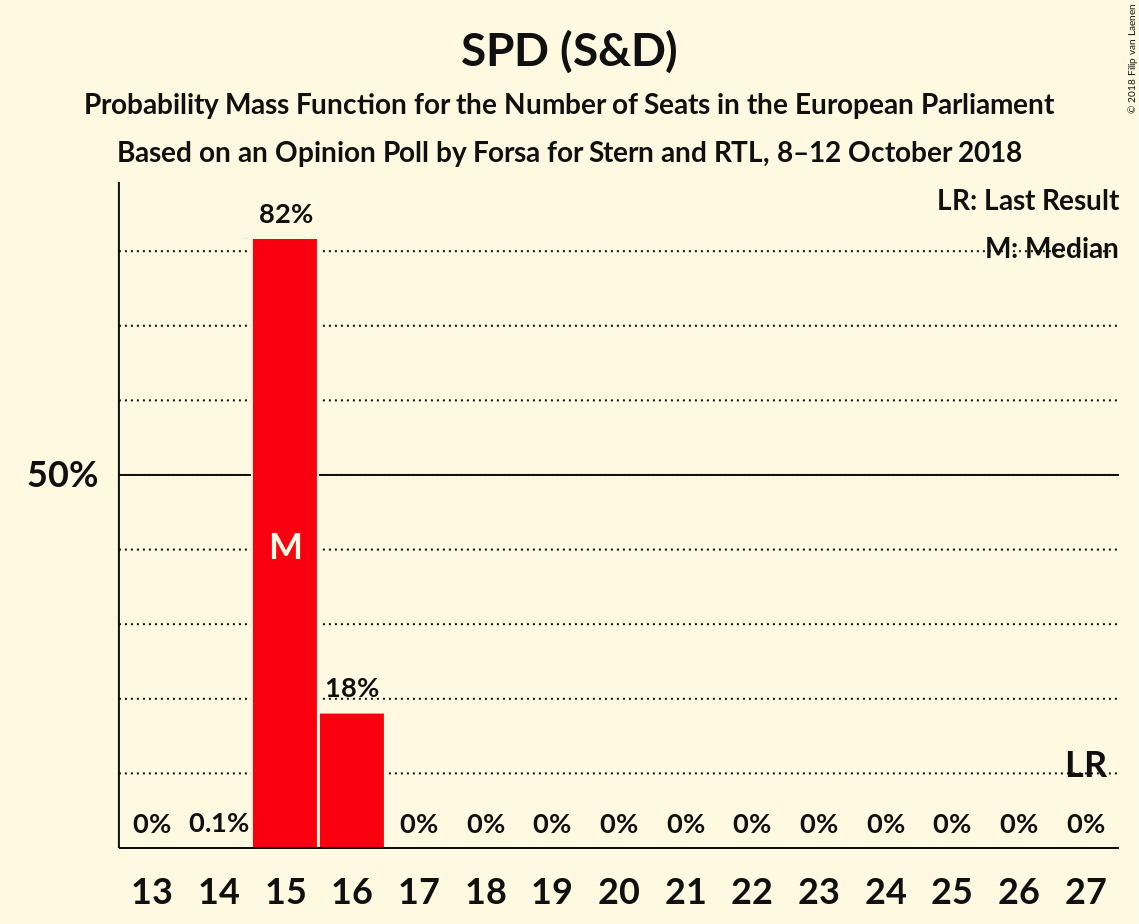 SPD (S&D)
Probability Mass Function for the Number of Seats in the European Parliament
Based on an Opinion Poll by Forsa for Stern and RTL, 8–12 October 2018
© 2018 Filip van Laenen
LR: Last Result
M: Median
82%
50%
M
18%
LR
0% 0.1% 0% 0% 0% 0% 0% 0% 0% 0% 0% 0% 0%
13 14 15 16 17 18 19 20 21 22 23 24 25 26 27